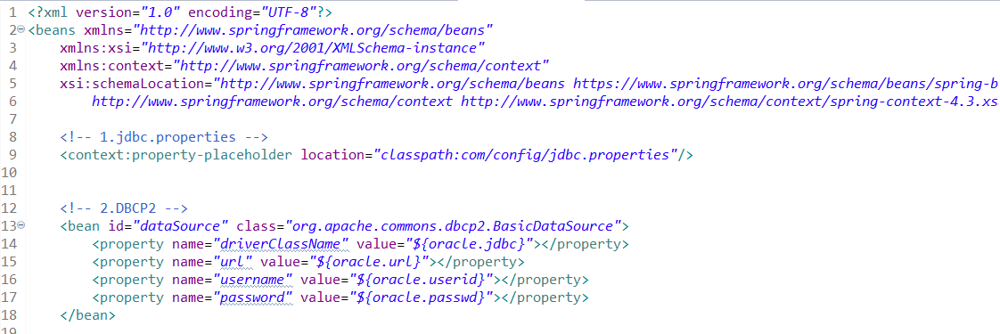 1 <?xml version="1.0" encoding="UTF-8"?>
2 <beans xmlns="http://www.springframework.org/schema/beans"
3     xmlns:xsi="http://www.w3.org/2001/XMLSchema-instance"
4     xmlns:context="http://www.springframework.org/schema/context"
5     xsi:schemaLocation="http://www.springframework.org/schema/beans https://www.springframework.org/schema/beans/spring-b
6         http://www.springframework.org/schema/context http://www.springframework.org/schema/context/spring-context-4.3.xs
7
8     <!-- 1.jdbc.properties -->
9     <context:property-placeholder location="classpath:com/config/jdbc.properties"/>
10
11
12     <!-- 2.DBCP2 -->
13     <bean id="dataSource" class="org.apache.commons.dbcp2.BasicDataSource">
14         <property name="driverClassName" value="${oracle.jdbc}"></property>
15         <property name="url" value="${oracle.url}"></property>
16         <property name="username" value="${oracle.userid}"></property>
17         <property name="password" value="${oracle.passwd}"></property>
18     </bean>
19